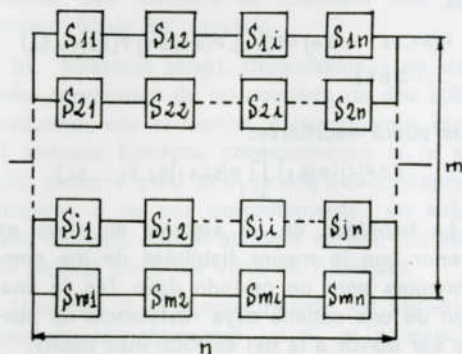 S11 S12 S1i S1n
S21 S22 S2i S2n
m
Sj1 Sj2 Sji Sjn
Sm1 Sm2 Smi Smn
n